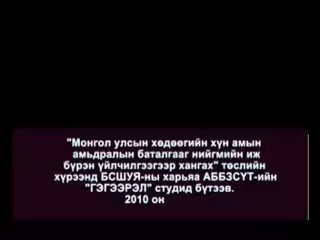 "Монгол улсын хөдөөгийн хүн амын
амьдралын баталгааг нийгмийн иж
бүрэн үйлчилгээгээр хангах" төслийн
хүрээнд БСШУЯ-ны харьяа АББЗСҮТ-ийн
"ГЭГЭЭРЭЛ" студид бүтээв.
2010 он